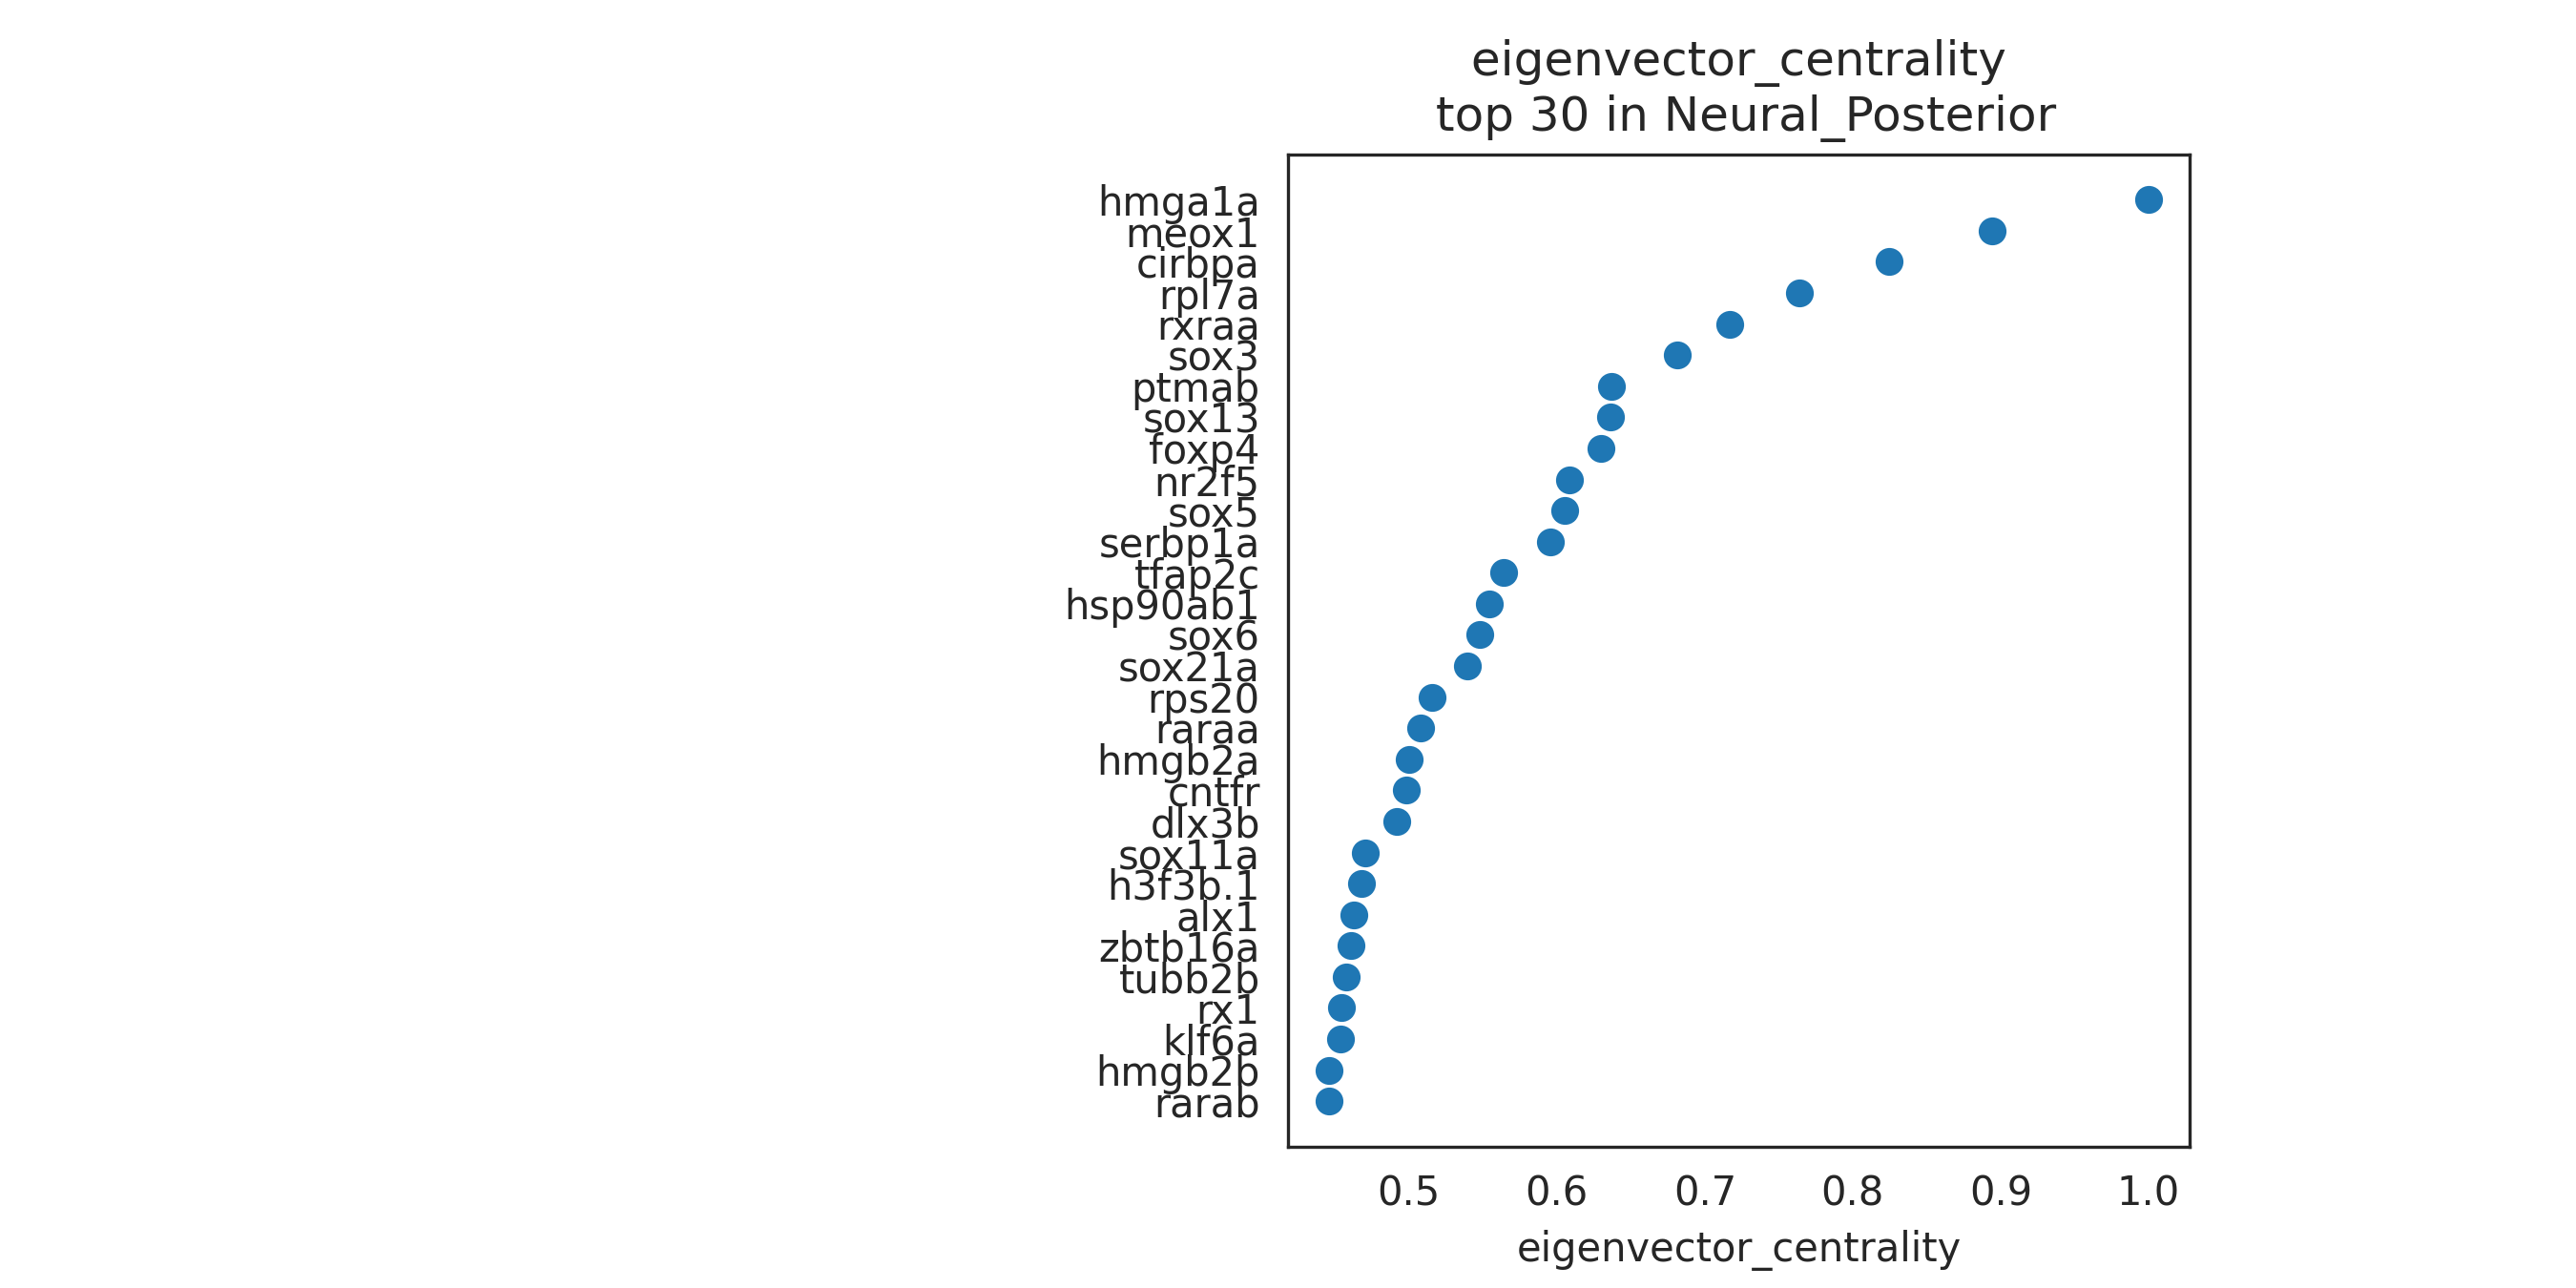 eigenvector_centrality
top 30 in Neural_Posterior
hmga1a
meox1
cirbpa
rpl7a
rxraa
sox3
ptmab
sox13
foxp4
nr2f5
sox5
serbp1a
tfap2c
hsp90ab1
sox6
sox21a
rps20
raraa
hmgb2a
cntfr
dlx3b
sox11a
h3f3b.1
alx1
zbtb16a
tubb2b
rx1
klf6a
hmgb2b
rarab
0.5 0.6 0.7 0.8 0.9 1.0
eigenvector_centrality